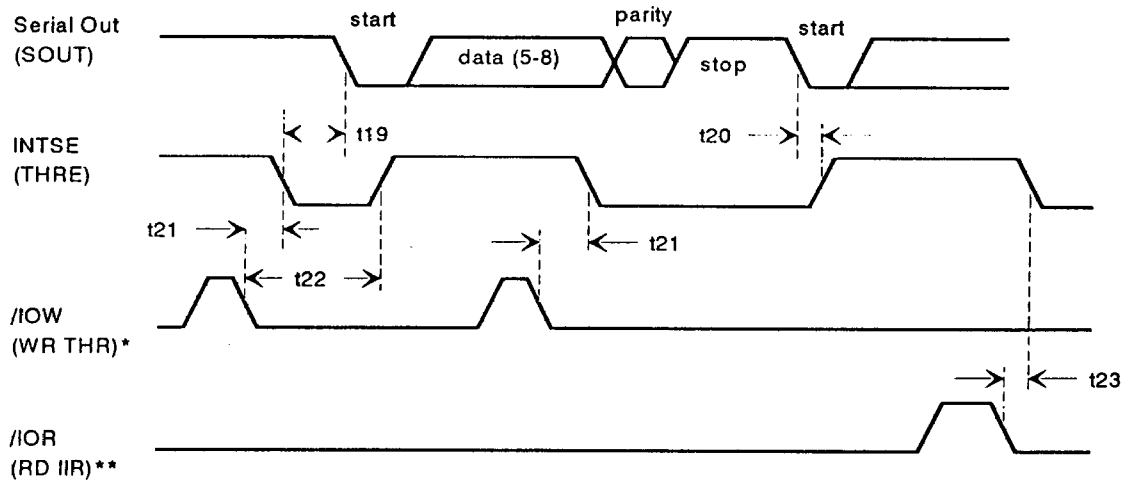 Serial Out
(SOUT)
start
data (5-8)
parity
stop
start
INTSE
(THRE)
t19
t20
t21
t22
t21
/IOW
(WR THR)*
t23
/IOR
(RD IIR)**